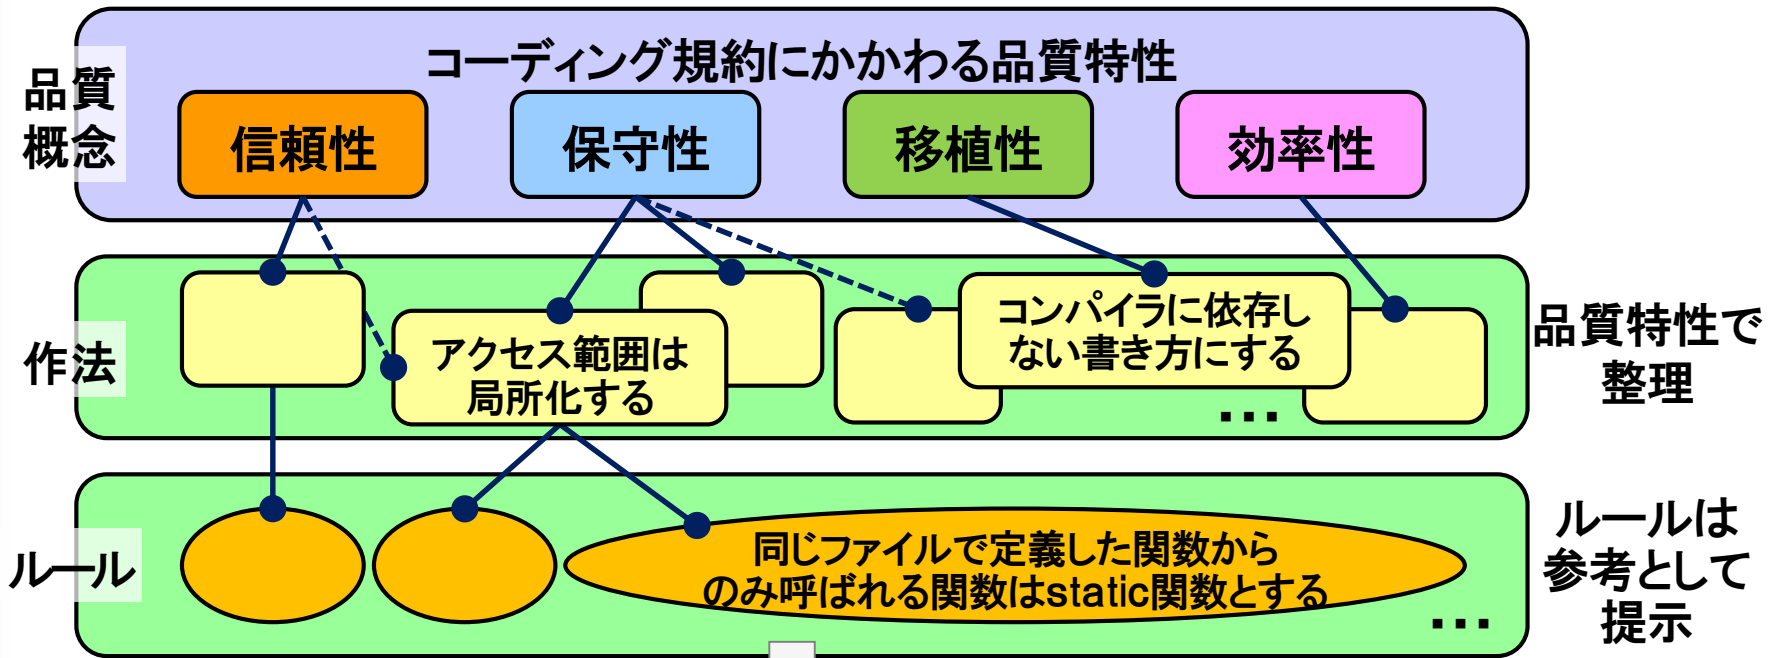 コーディング規約にかかわる品質特性
品質
概念
信頼性
保守性
移植性
効率性
作法
アクセス範囲は
局所化する
コンパイラに依存し
ない書き方にする
...
品質特性で
整理
ルール
同じファイルで定義した関数から
のみ呼ばれる関数はstatic関数とする
...
ルールは
参考として
提示